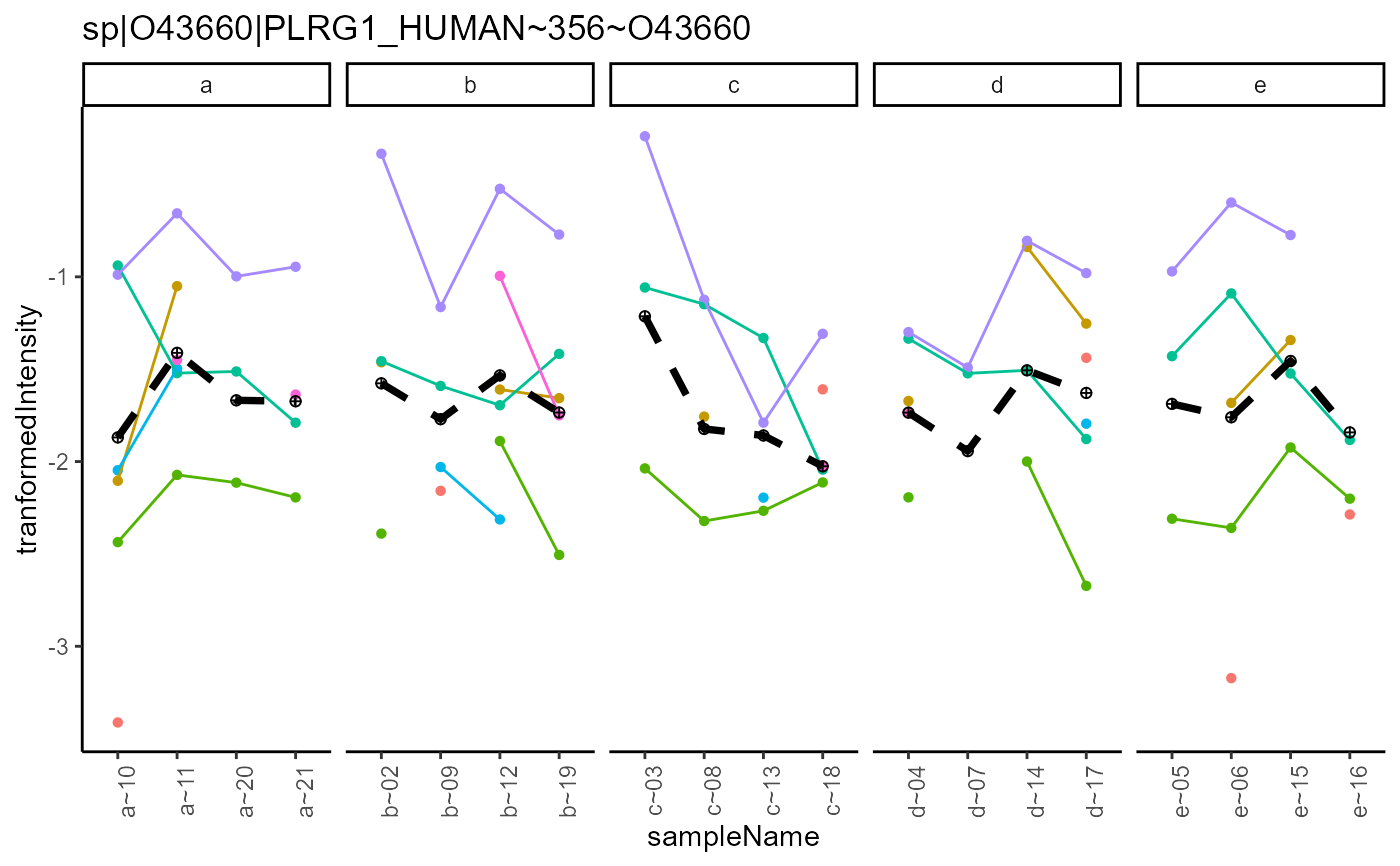 sp|O43660|PLRG1_HUMAN~356~O43660
a b c d e
tranformedIntensity
-1
-2
-3
a~10 a~11 a~20 a~21 b~02 b~09 b~12 b~19 c~03 c~08 c~13 c~18 d~04 d~07 d~14 d~17 e~05 e~06 e~15 e~16
sampleName